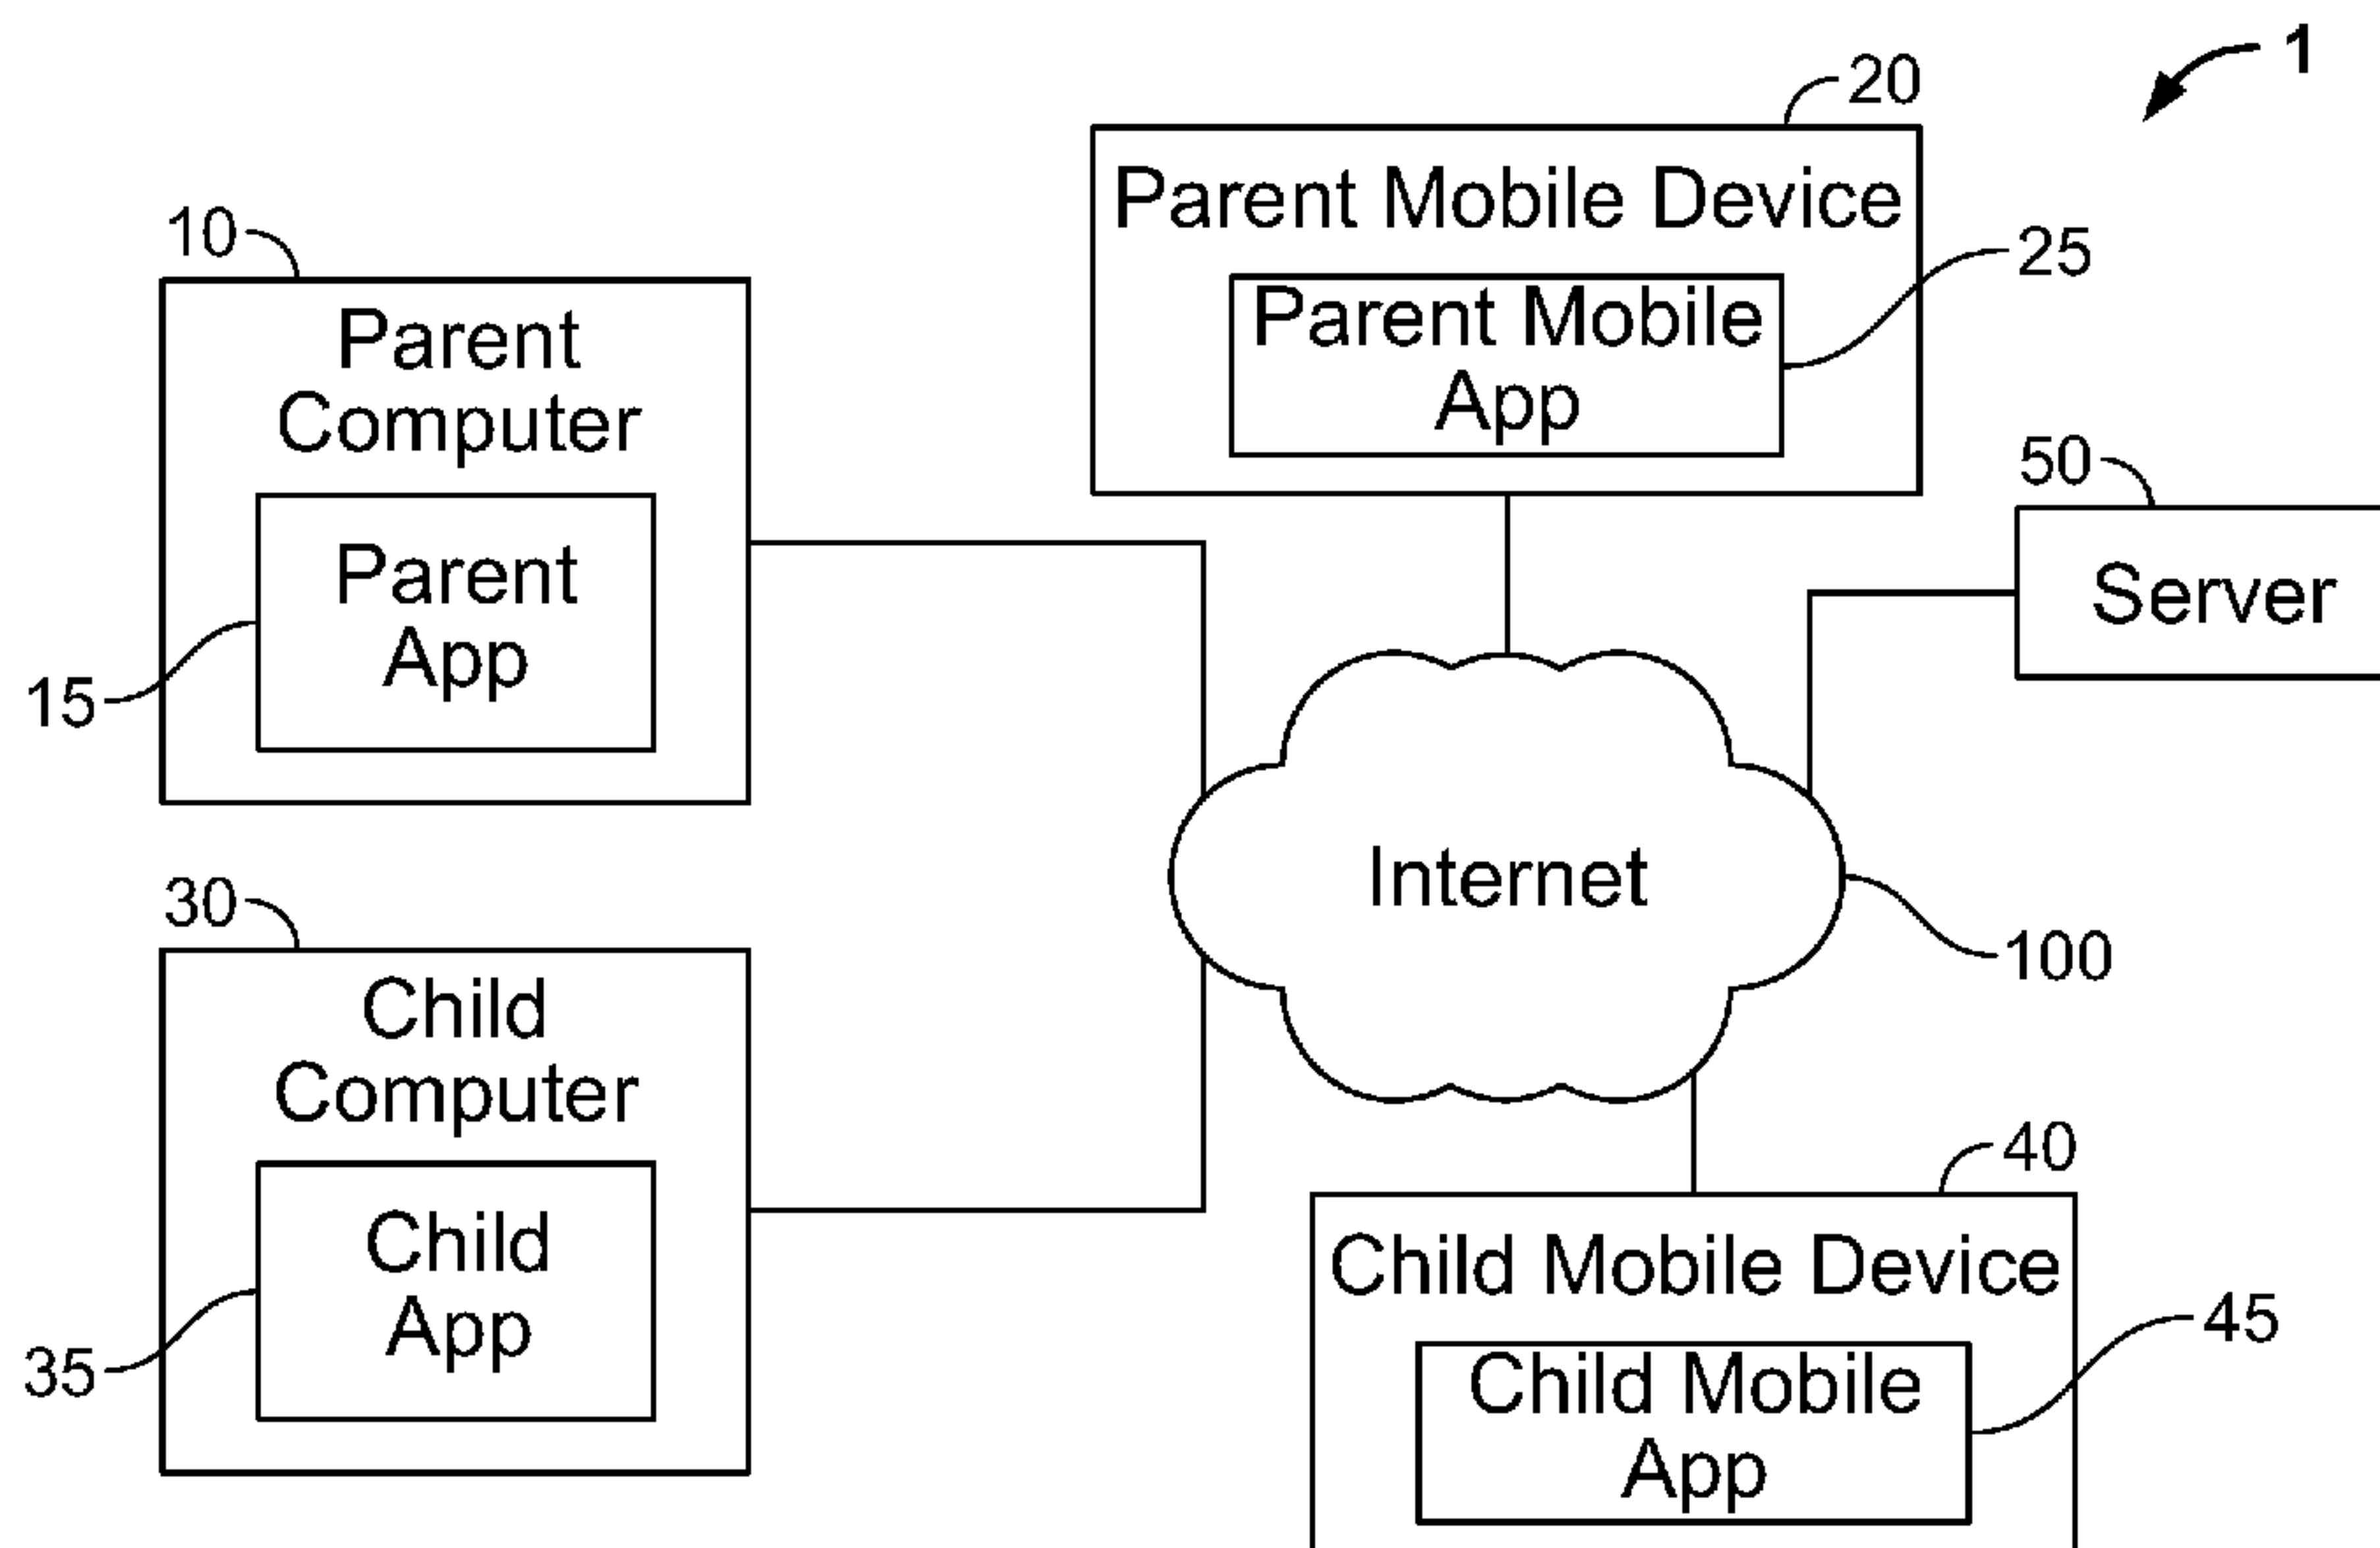 1
20
Parent Mobile Device
25
Parent Mobile
App
10
Parent
Computer
Parent
App
15
50
Server
Internet
100
30
Child
Computer
Child
App
35
40
Child Mobile Device
45
Child Mobile
App